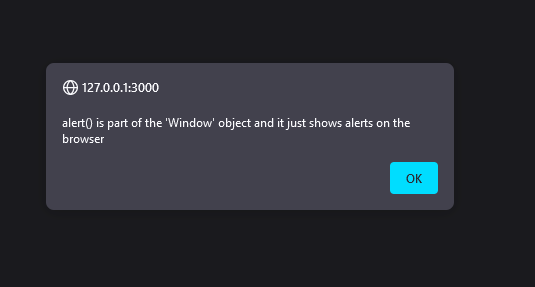 127.0.0.1:3000
alert() is part of the 'Window' object and it just shows alerts on the
browser
OK